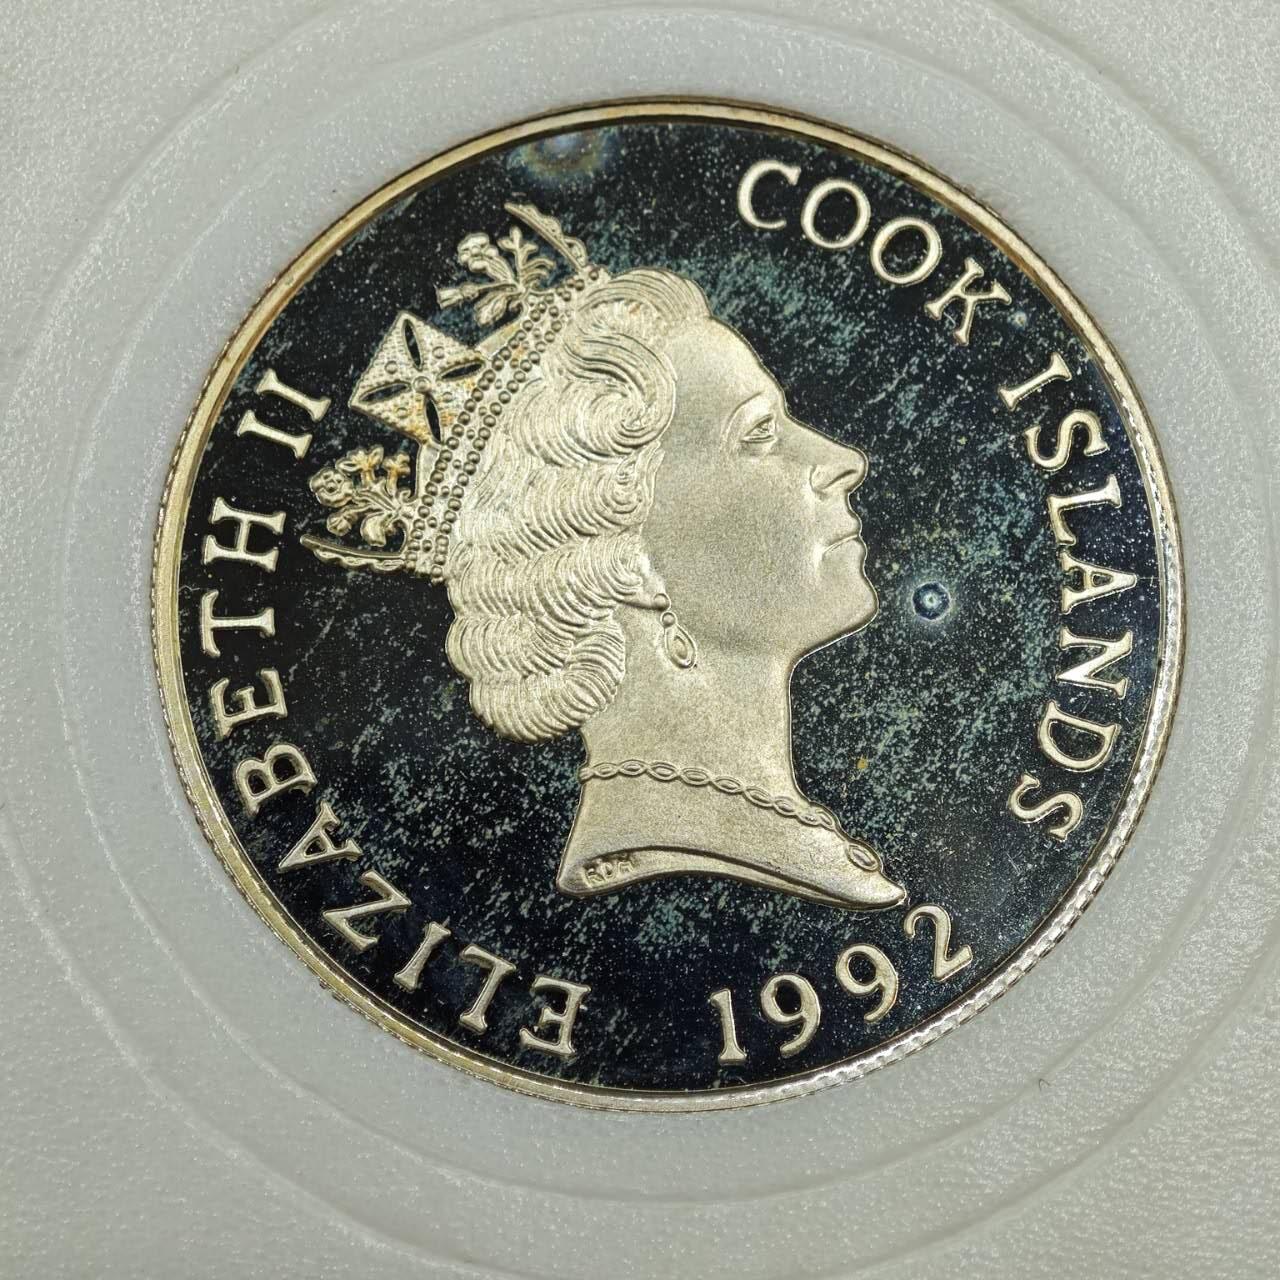 ELIZABETH II
COOK ISLANDS
1992
RDM